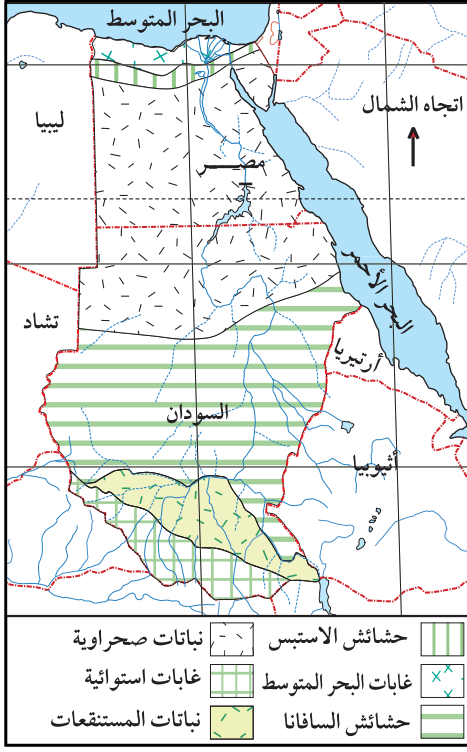 البحر المتوسط
اتجاه الشمال
ليبيا
مصـــر
البحر الأحمر
تشاد
أرتيريا
السودان
أثيوبيا
حشائش الاستبس
نباتات صحراوية
غابات البحر المتوسط
غابات استوائية
حشائش السافانا
نباتات المستنقعات